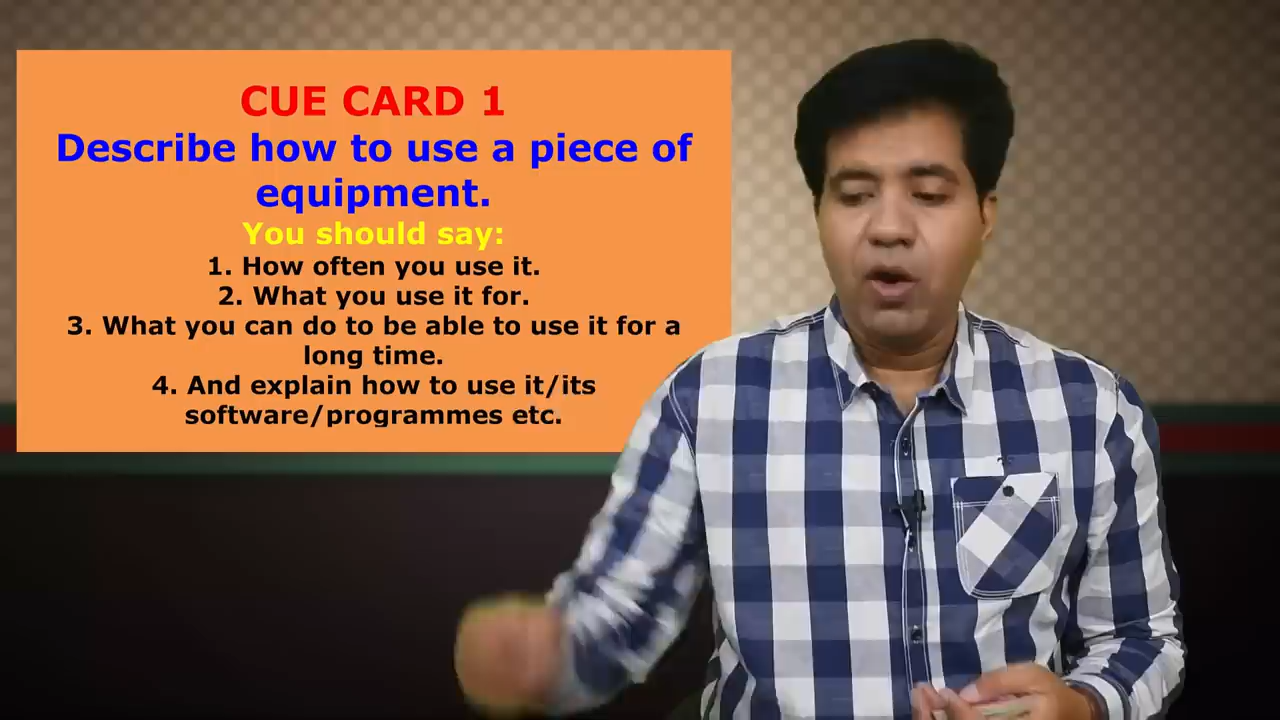 CUE CARD 1
Describe how to use a piece of
equipment.
You should say:
1. How often you use it.
2. What you use it for.
3. What you can do to be able to use it for a
long time.
4. And explain how to use it/its
software/programmes etc.